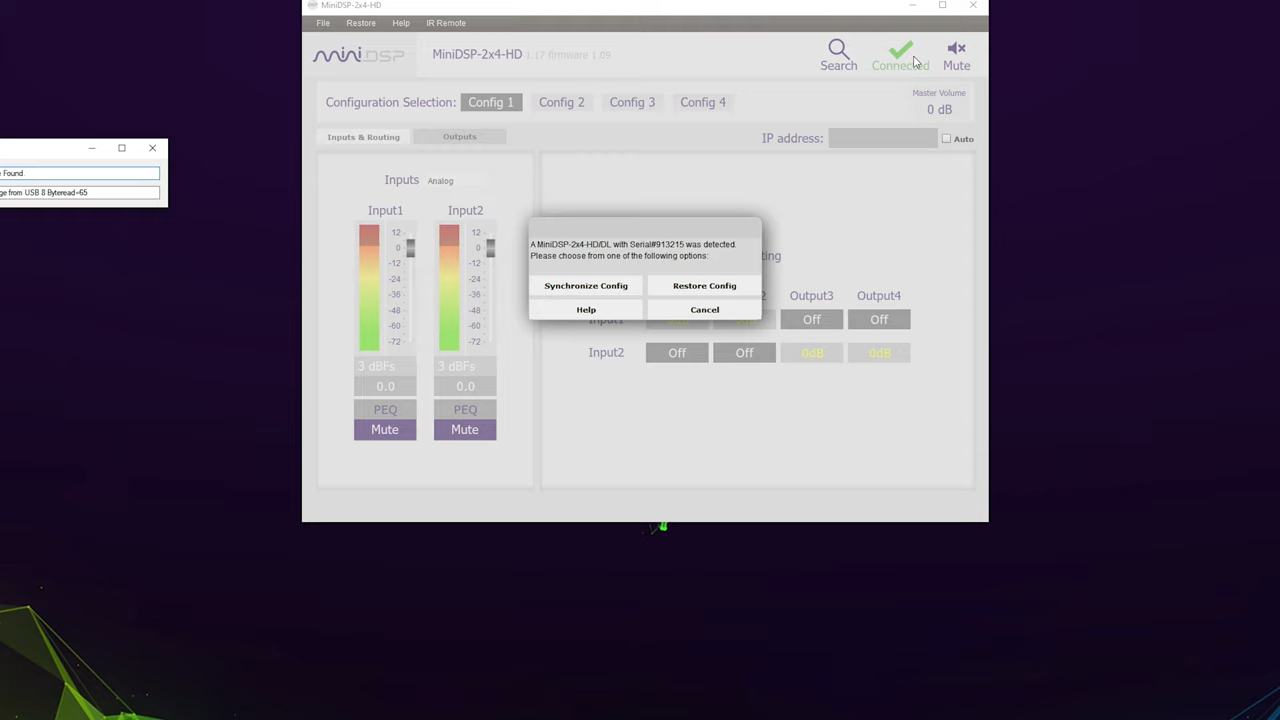 MiniDSP-2x4-HD
File Restore Help IR Remote
mini DSP MiniDSP-2x4-HD 1.17 firmware 1.09 Search Connected Mute
Configuration Selection: Config 1 Config 2 Config 3 Config 4
Master Volume
0 dB
Inputs & Routing Outputs
IP address: Auto
Found.
USB 8 Byteread=65
Inputs Analog
Input1 Input2
12 12
0 0
-12 -12
-24 -24
-36 -36
-48 -48
-60 -60
-72 -72
3 dBFs 3 dBFs
0.0 0.0
PEQ PEQ
Mute Mute
A MiniDSP-2x4-HD/DL with Serial#913215 was detected.
Please choose from one of the following options:
Synchronize Config Restore Config
Help Cancel
Output3 Output4
Input1 Off Off
Input2 Off Off 0dB 0dB